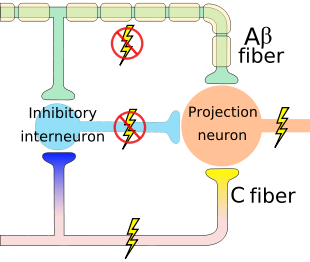 Aβ
fiber
Inhibitory
interneuron
Projection
neuron
C fiber